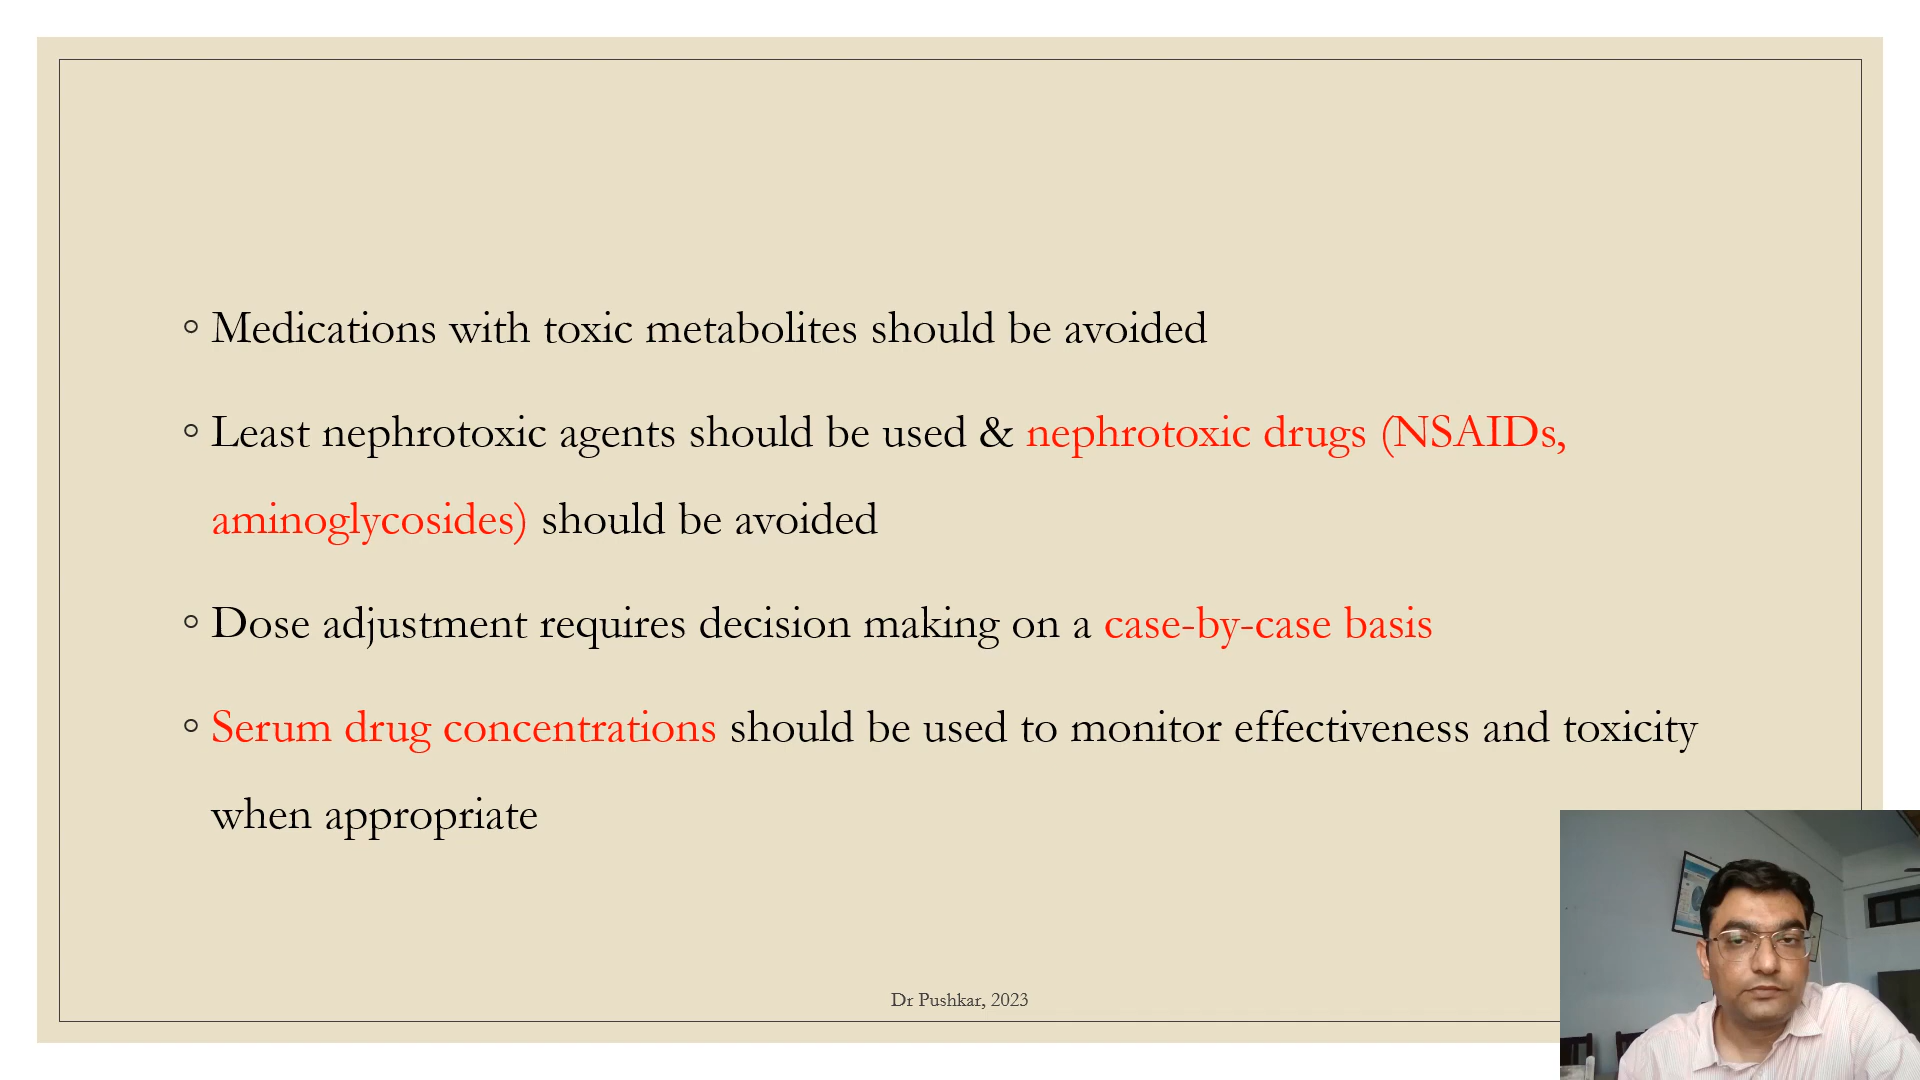 ◦ Medications with toxic metabolites should be avoided
◦ Least nephrotoxic agents should be used & nephrotoxic drugs (NSAIDs,
aminoglycosides) should be avoided
◦ Dose adjustment requires decision making on a case-by-case basis
◦ Serum drug concentrations should be used to monitor effectiveness and toxicity
when appropriate
Dr Pushkar, 2023